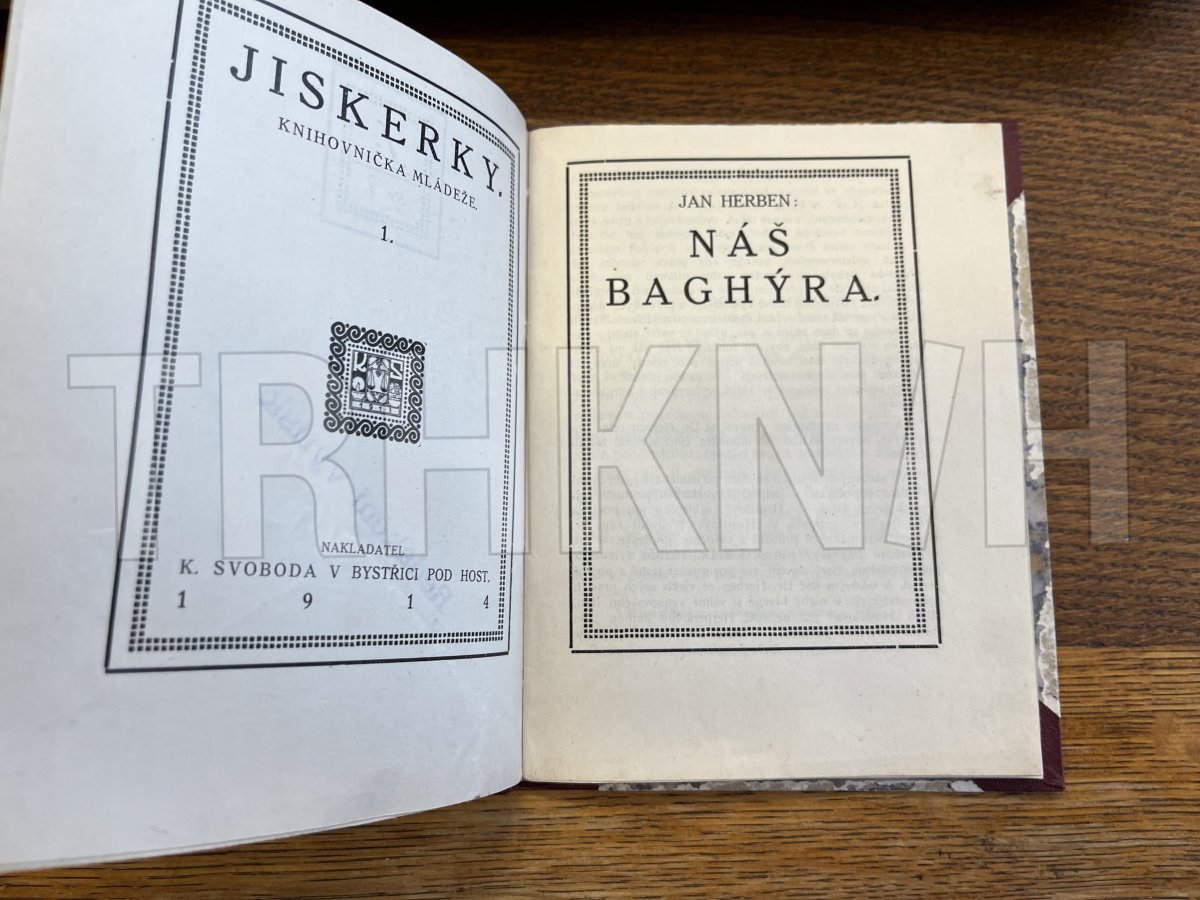 JISKERKY.
KNIHOVNIČKA MLÁDEŽE.
1.
K S
NAKLADATEL
K. SVOBODA V BYSTŘICI POD HOST.
1 9 1 4
JAN HERBEN:
NÁŠ
BAGHÝRA.
TRHKNIH